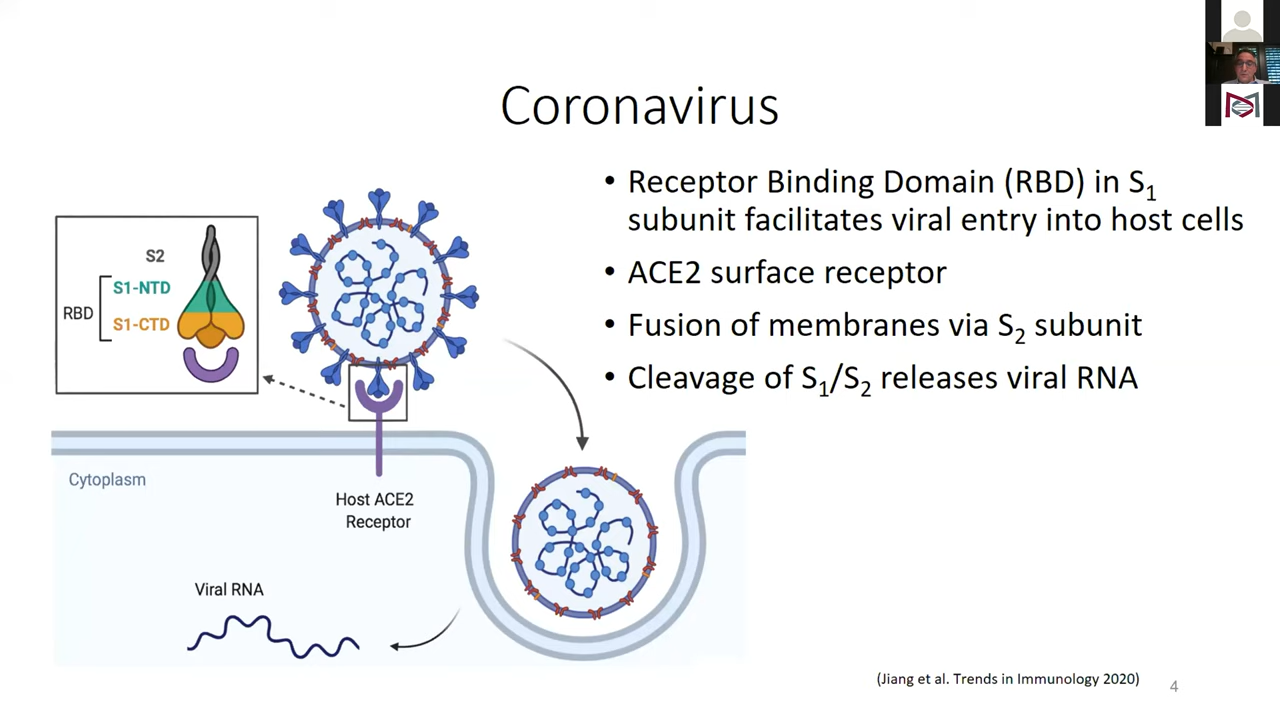 Coronavirus
• Receptor Binding Domain (RBD) in S₁
subunit facilitates viral entry into host cells
• ACE2 surface receptor
• Fusion of membranes via S₂ subunit
• Cleavage of S₁/S₂ releases viral RNA
S2
S1-NTD
RBD
S1-CTD
Cytoplasm
Host ACE2
Receptor
Viral RNA
(Jiang et al. Trends in Immunology 2020)
4